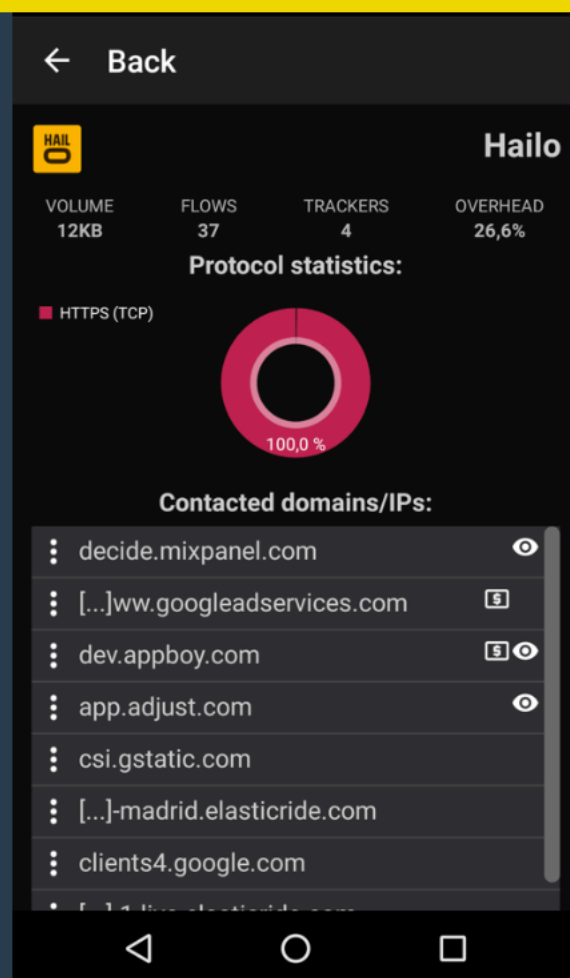 Back
HAIL
Hailo
VOLUME FLOWS TRACKERS OVERHEAD
12KB 37 4 26,6%
Protocol statistics:
HTTPS (TCP)
100,0 %
Contacted domains/IPs:
decide.mixpanel.com
[...]ww.googleadservices.com
dev.appboy.com
app.adjust.com
csi.gstatic.com
[...]-madrid.elasticride.com
clients4.google.com